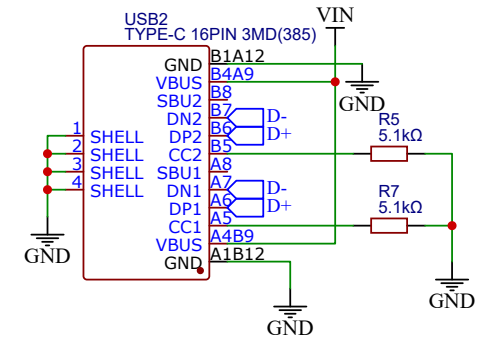 USB2
TYPE-C 16PIN 3MD(385)
VIN
GND B1A12
VBUS B4A9
SBU2 B8
GND
DN2 B7 D-
DP2 B6 D+
1 SHELL
2 SHELL
3 SHELL
4 SHELL
CC2 B5
R5
5.1kΩ
SBU1 A8
DN1 A7 D-
DP1 A6 D+
CC1 A5
R7
5.1kΩ
VBUS A4B9
GND A1B12
GND
GND
GND